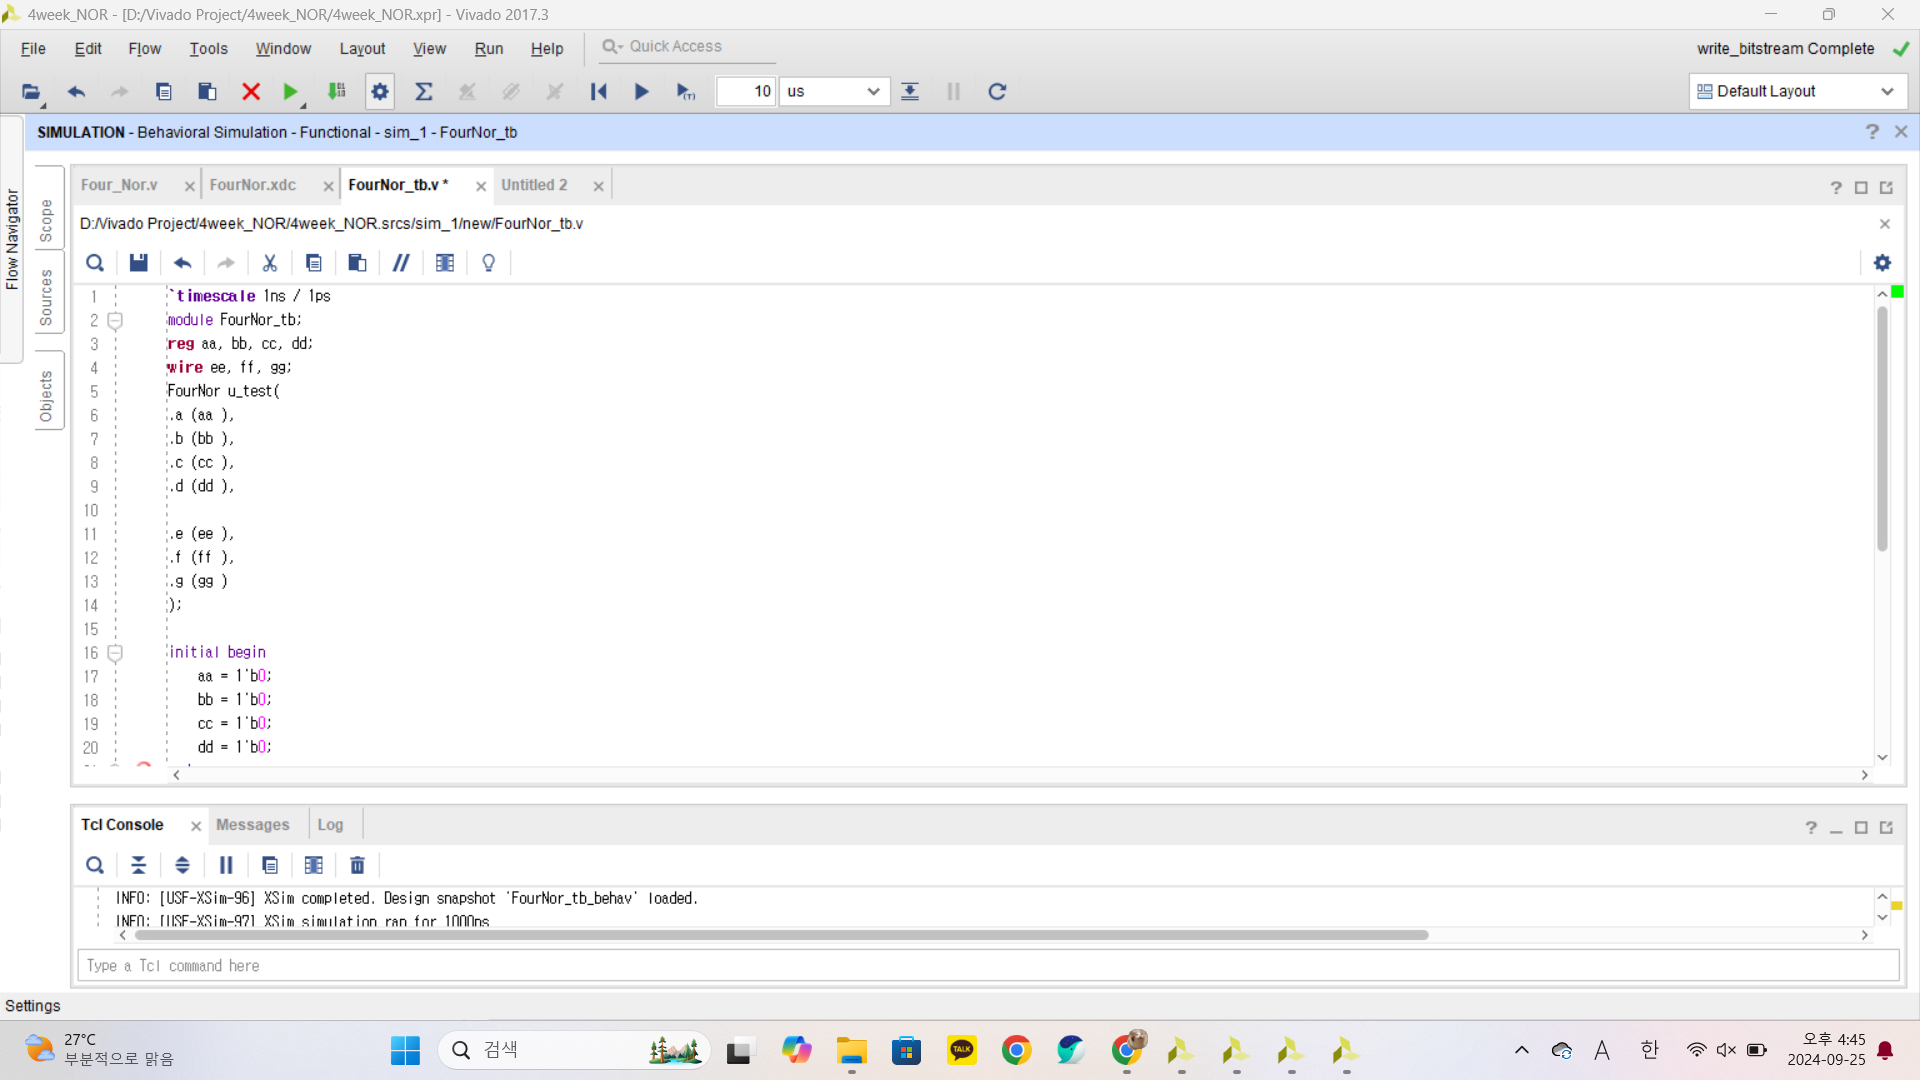 4week_NOR - [D:/Vivado Project/4week_NOR/4week_NOR.xpr] - Vivado 2017.3
File Edit Flow Tools Window Layout View Run Help Quick Access
write_bitstream Complete
10 us
Default Layout
SIMULATION - Behavioral Simulation - Functional - sim_1 - FourNor_tb
Flow Navigator
Scope
Sources
Objects
Four_Nor.v FourNor.xdc FourNor_tb.v * Untitled 2
D:/Vivado Project/4week_NOR/4week_NOR.srcs/sim_1/new/FourNor_tb.v
1 `timescale 1ns / 1ps
2 module FourNor_tb;
3 reg aa, bb, cc, dd;
4 wire ee, ff, gg;
5 FourNor u_test(
6 .a (aa ),
7 .b (bb ),
8 .c (cc ),
9 .d (dd ),
10
11 .e (ee ),
12 .f (ff ),
13 .g (gg )
14 );
15
16 initial begin
17 aa = 1'b0;
18 bb = 1'b0;
19 cc = 1'b0;
20 dd = 1'b0;
Tcl Console Messages Log
INFO: [USF-XSim-96] XSim completed. Design snapshot 'FourNor_tb_behav' loaded.
INFO: [USF-XSim-97] XSim simulation ran for 1000ns
Type a Tcl command here
Settings
27°C
부분적으로 맑음
검색
TALK
A 한
오후 4:45
2024-09-25